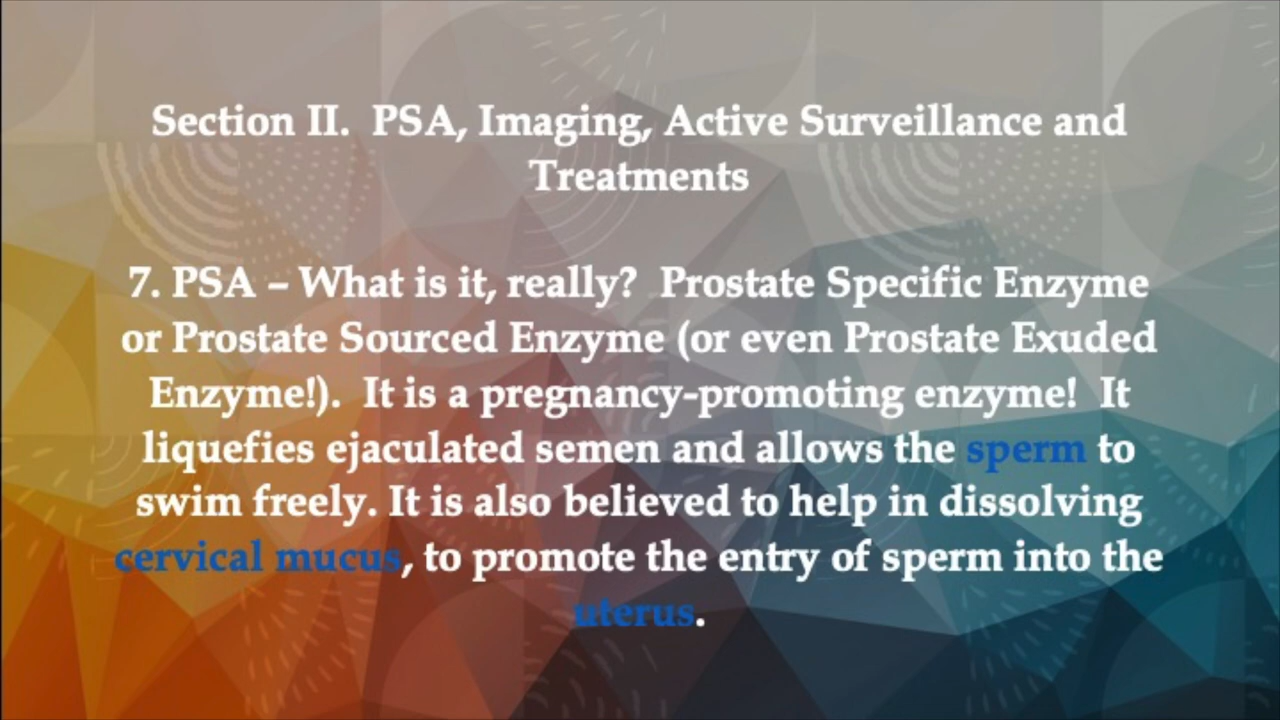 Section II.  PSA, Imaging, Active Surveillance and
Treatments
7. PSA – What is it, really?  Prostate Specific Enzyme
or Prostate Sourced Enzyme (or even Prostate Exuded
Enzyme!).  It is a pregnancy-promoting enzyme!  It
liquefies ejaculated semen and allows the sperm to
swim freely. It is also believed to help in dissolving
cervical mucus, to promote the entry of sperm into the
uterus.